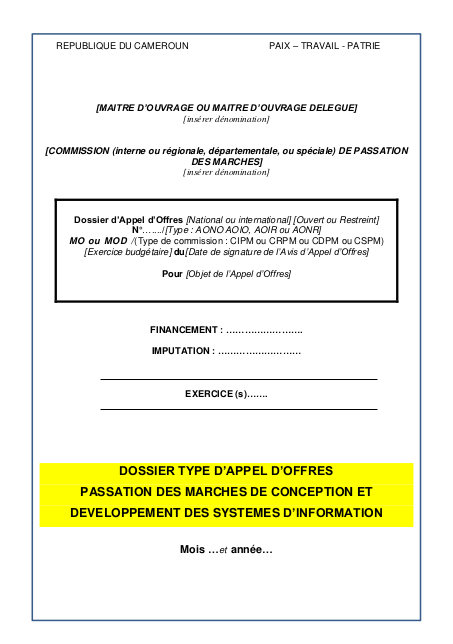 REPUBLIQUE DU CAMEROUN PAIX – TRAVAIL - PATRIE
[MAITRE D'OUVRAGE OU MAITRE D'OUVRAGE DELEGUE]
[insérer dénomination]
[COMMISSION (interne ou régionale, départementale, ou spéciale) DE PASSATION
DES MARCHES]
[insérer dénomination]
Dossier d'Appel d'Offres [National ou international] [Ouvert ou Restreint]
N°……./[Type : AONO AOIO, AOIR ou AONR]
MO ou MOD /(Type de commission : CIPM ou CRPM ou CDPM ou CSPM)
[Exercice budgétaire] du[Date de signature de l'Avis d'Appel d'Offres]
Pour [Objet de l'Appel d'Offres]
FINANCEMENT : …………………….
IMPUTATION : ………………………
EXERCICE (s)…….
DOSSIER TYPE D'APPEL D'OFFRES
PASSATION DES MARCHES DE CONCEPTION ET
DEVELOPPEMENT DES SYSTEMES D'INFORMATION
Mois …et année…